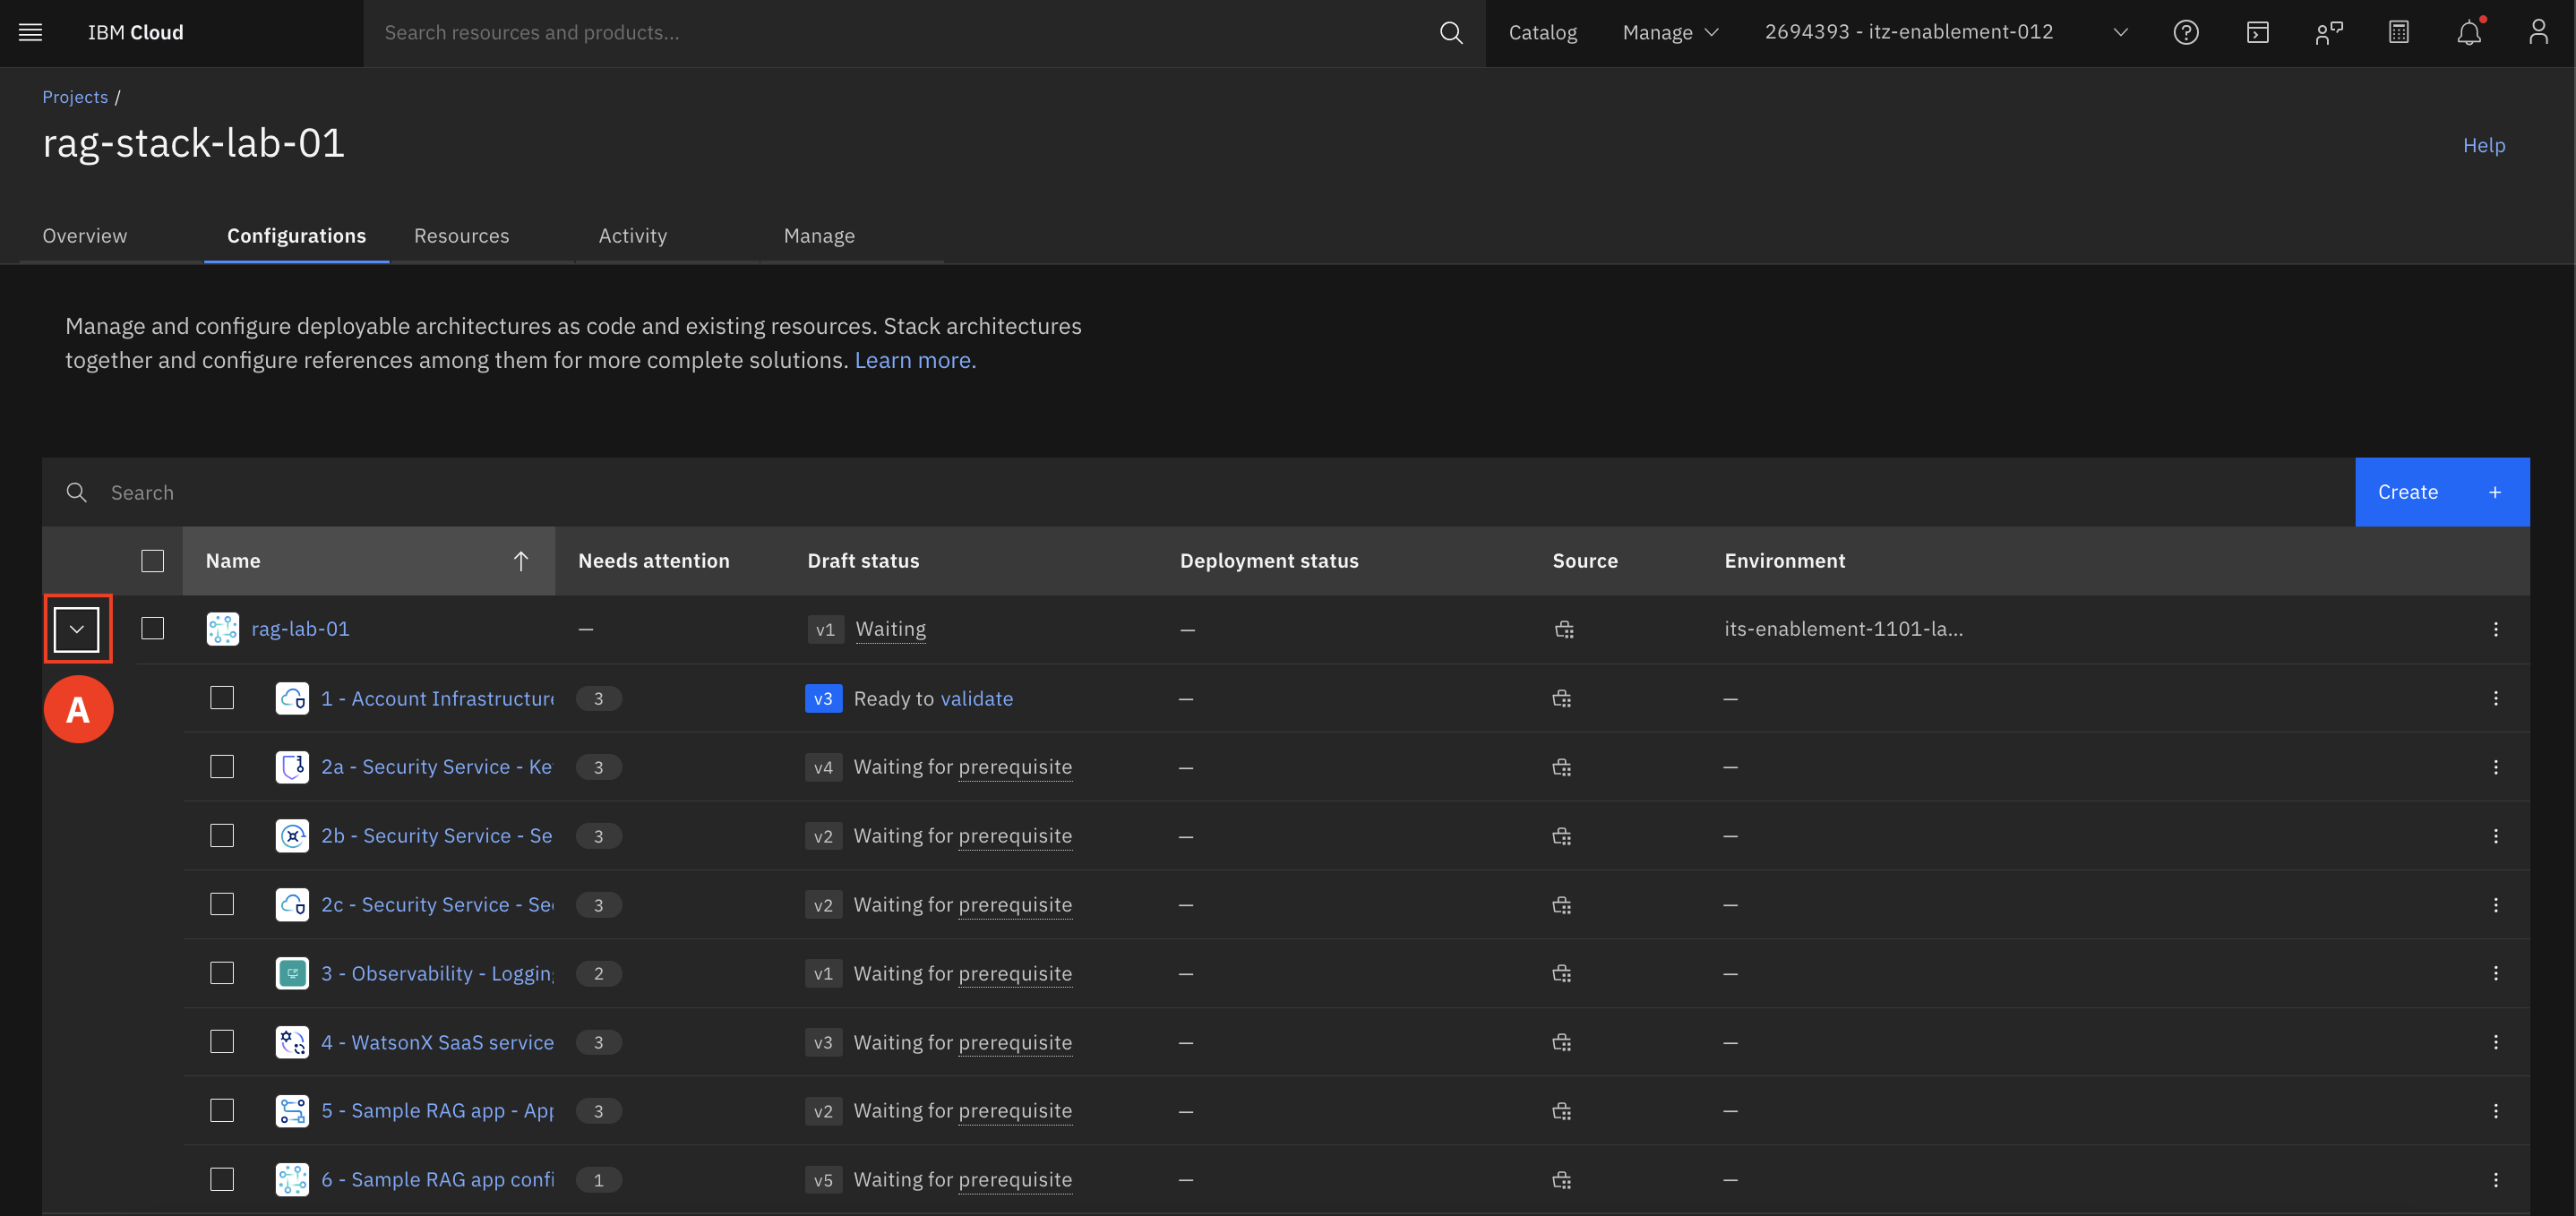 IBM Cloud
Search resources and products...
Catalog
Manage
2694393 - itz-enablement-012
Projects /
rag-stack-lab-01
Help
Overview
Configurations
Resources
Activity
Manage
Manage and configure deployable architectures as code and existing resources. Stack architectures
together and configure references among them for more complete solutions. Learn more.
Search
Create +
Name Needs attention Draft status Deployment status Source Environment
rag-lab-01 — v1 Waiting — its-enablement-1101-la...
A
1 - Account Infrastructure 3 v3 Ready to validate — —
2a - Security Service - Ke 3 v4 Waiting for prerequisite — —
2b - Security Service - Se 3 v2 Waiting for prerequisite — —
2c - Security Service - Se 3 v2 Waiting for prerequisite — —
3 - Observability - Logging 2 v1 Waiting for prerequisite — —
4 - WatsonX SaaS service 3 v3 Waiting for prerequisite — —
5 - Sample RAG app - App 3 v2 Waiting for prerequisite — —
6 - Sample RAG app confi 1 v5 Waiting for prerequisite — —